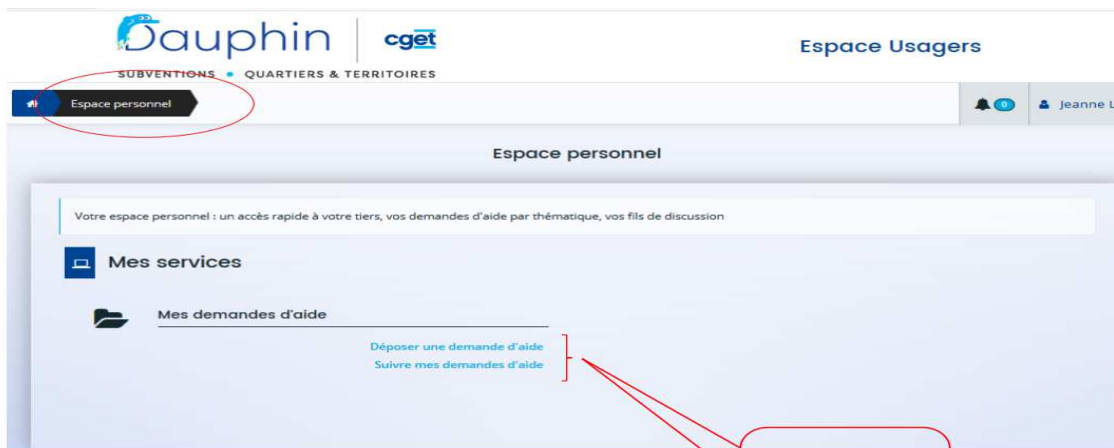 Dauphin cget
Espace Usagers
SUBVENTIONS • QUARTIERS & TERRITOIRES
Espace personnel
0 Jeanne L
Espace personnel
Votre espace personnel : un accès rapide à votre tiers, vos demandes d'aide par thématique, vos fils de discussion
Mes services
Mes demandes d'aide
Déposer une demande d'aide
Suivre mes demandes d'aide